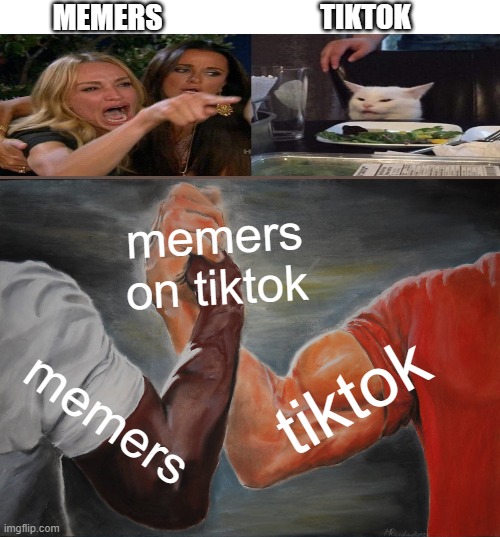 MEMERS
TIKTOK
memers
on tiktok
memers
tiktok
imgflip.com